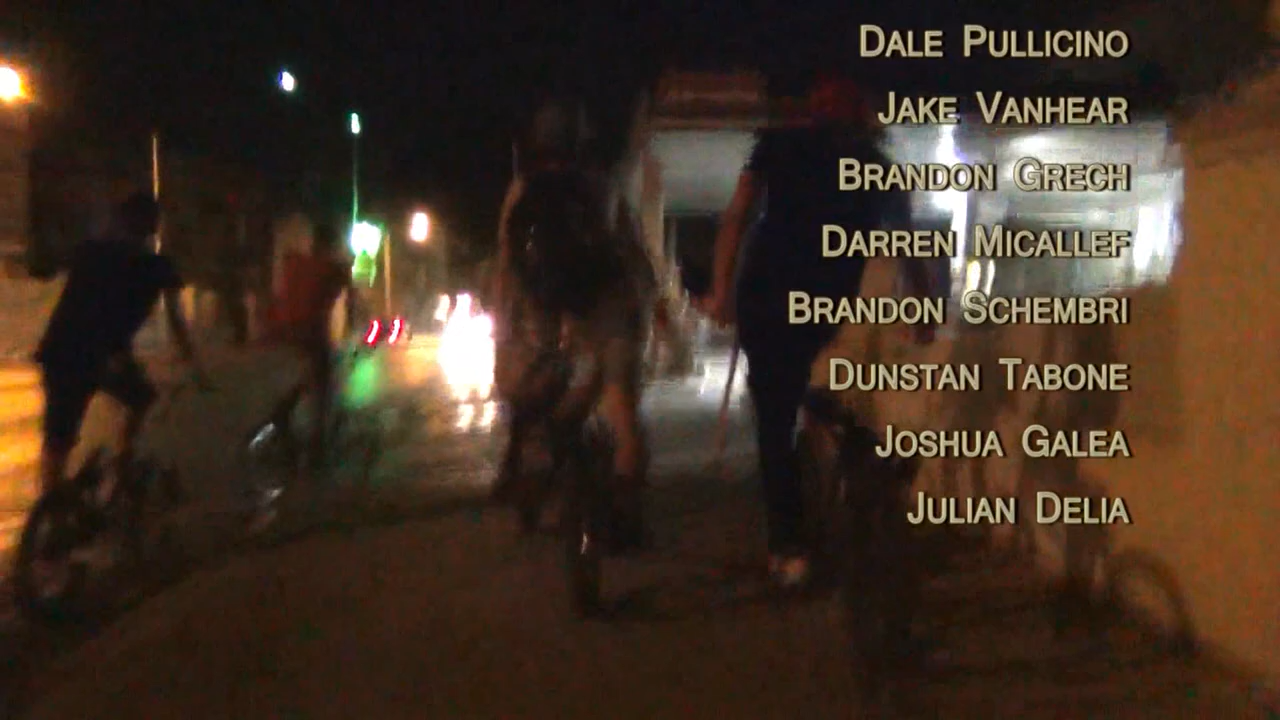 Dale Pullicino
Jake Vanhear
Brandon Grech
Darren Micallef
Brandon Schembri
Dunstan Tabone
Joshua Galea
Julian Delia